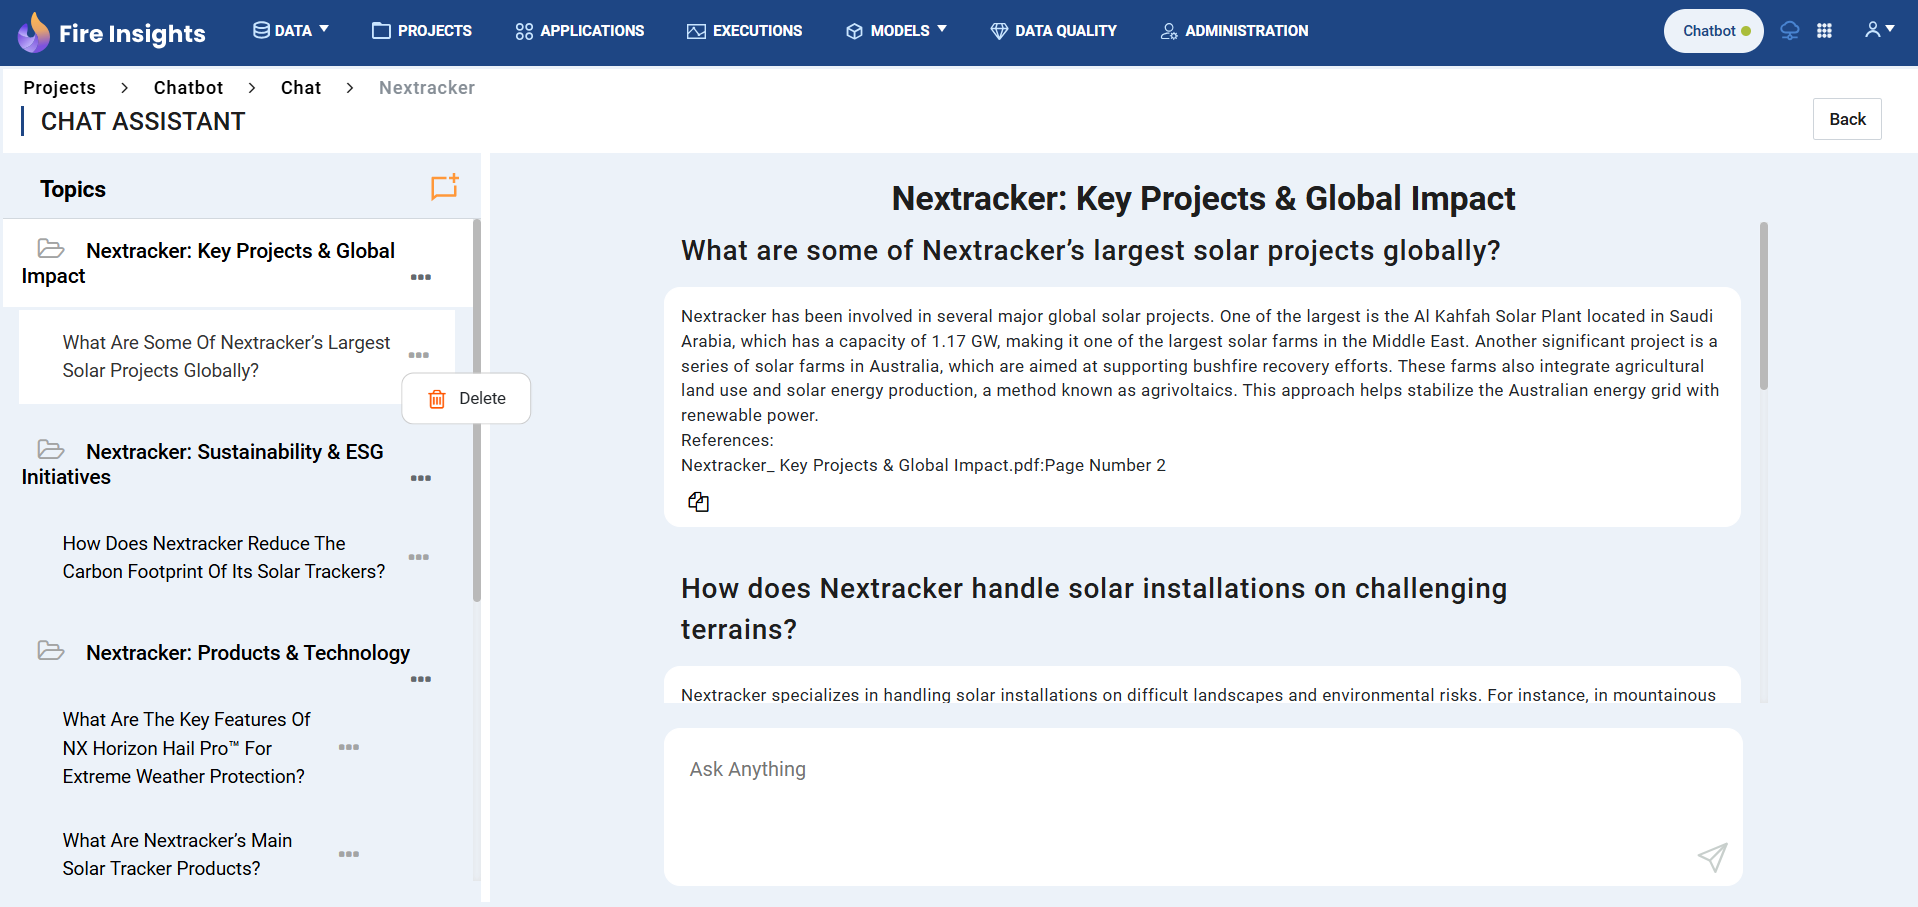 Fire Insights
DATA
PROJECTS
APPLICATIONS
EXECUTIONS
MODELS
DATA QUALITY
ADMINISTRATION
Chatbot
Projects > Chatbot > Chat > Nextracker
CHAT ASSISTANT
Back
Topics
Nextracker: Key Projects & Global
Impact
What Are Some Of Nextracker’s Largest
Solar Projects Globally?
Delete
Nextracker: Sustainability & ESG
Initiatives
How Does Nextracker Reduce The
Carbon Footprint Of Its Solar Trackers?
Nextracker: Products & Technology
What Are The Key Features Of
NX Horizon Hail Pro™ For
Extreme Weather Protection?
What Are Nextracker’s Main
Solar Tracker Products?
Nextracker: Key Projects & Global Impact
What are some of Nextracker’s largest solar projects globally?
Nextracker has been involved in several major global solar projects. One of the largest is the Al Kahfah Solar Plant located in Saudi
Arabia, which has a capacity of 1.17 GW, making it one of the largest solar farms in the Middle East. Another significant project is a
series of solar farms in Australia, which are aimed at supporting bushfire recovery efforts. These farms also integrate agricultural
land use and solar energy production, a method known as agrivoltaics. This approach helps stabilize the Australian energy grid with
renewable power.
References:
Nextracker_ Key Projects & Global Impact.pdf:Page Number 2
How does Nextracker handle solar installations on challenging
terrains?
Nextracker specializes in handling solar installations on difficult landscapes and environmental risks. For instance, in mountainous
Ask Anything